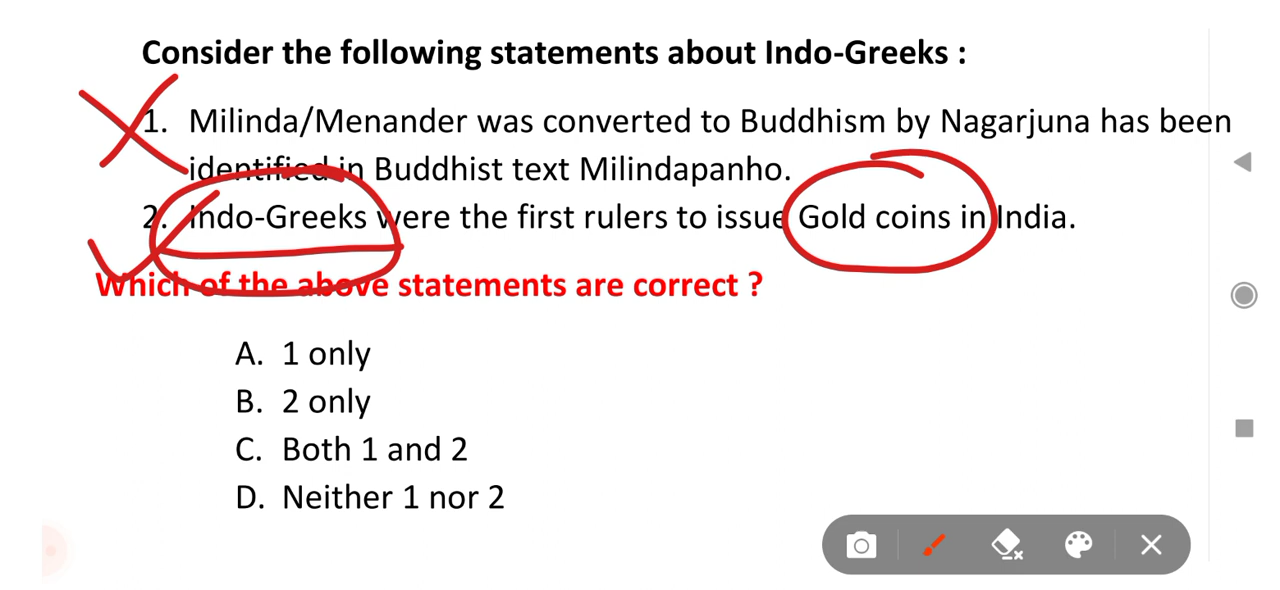 Consider the following statements about Indo-Greeks :
1. Milinda/Menander was converted to Buddhism by Nagarjuna has been
identified in Buddhist text Milindapanho.
2. Indo-Greeks were the first rulers to issue Gold coins in India.
Which of the above statements are correct ?
A. 1 only
B. 2 only
C. Both 1 and 2
D. Neither 1 nor 2